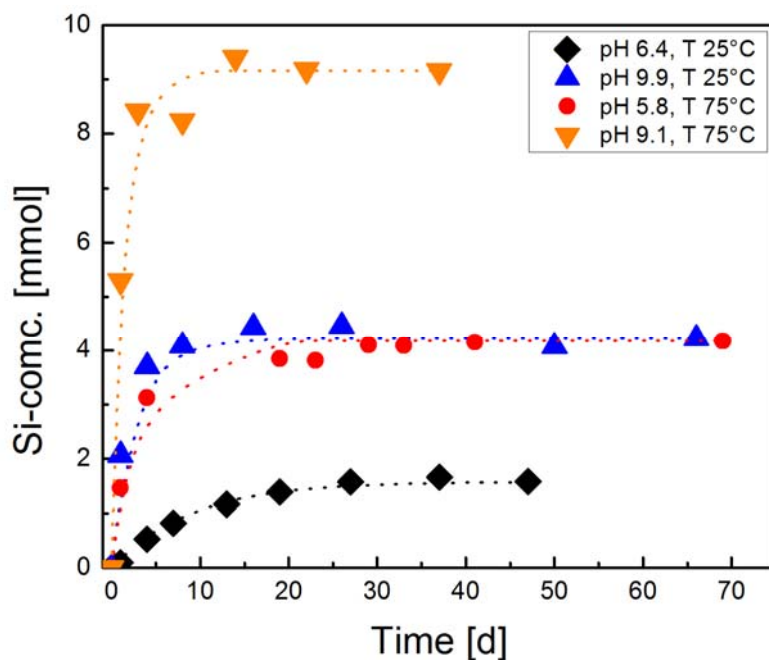 10
8
6
4
2
0
Si-comc. [mmol]
pH 6.4, T 25°C
pH 9.9, T 25°C
pH 5.8, T 75°C
pH 9.1, T 75°C
0 10 20 30 40 50 60 70
Time [d]